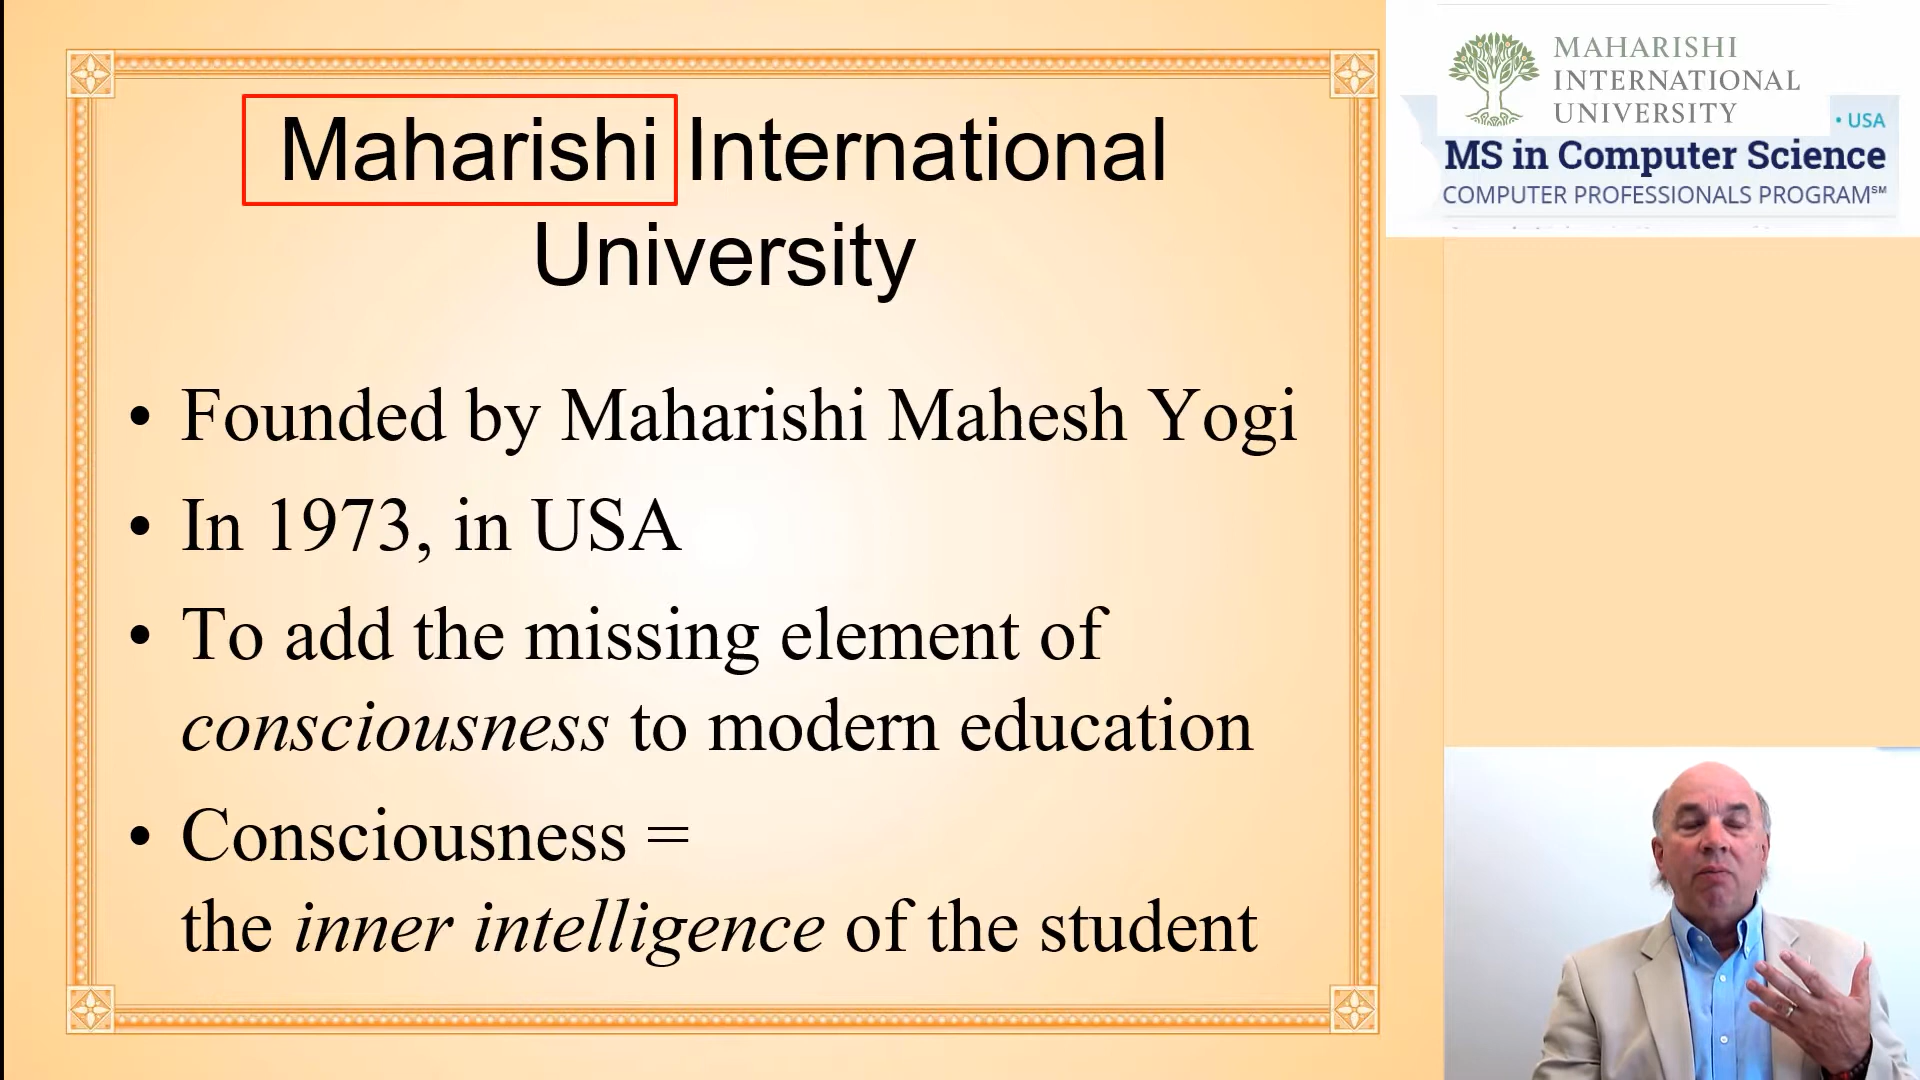 Maharishi International
University
• Founded by Maharishi Mahesh Yogi
• In 1973, in USA
• To add the missing element of
consciousness to modern education
• Consciousness =
the inner intelligence of the student
MAHARISHI
INTERNATIONAL
UNIVERSITY
• USA
MS in Computer Science
COMPUTER PROFESSIONALS PROGRAM℠